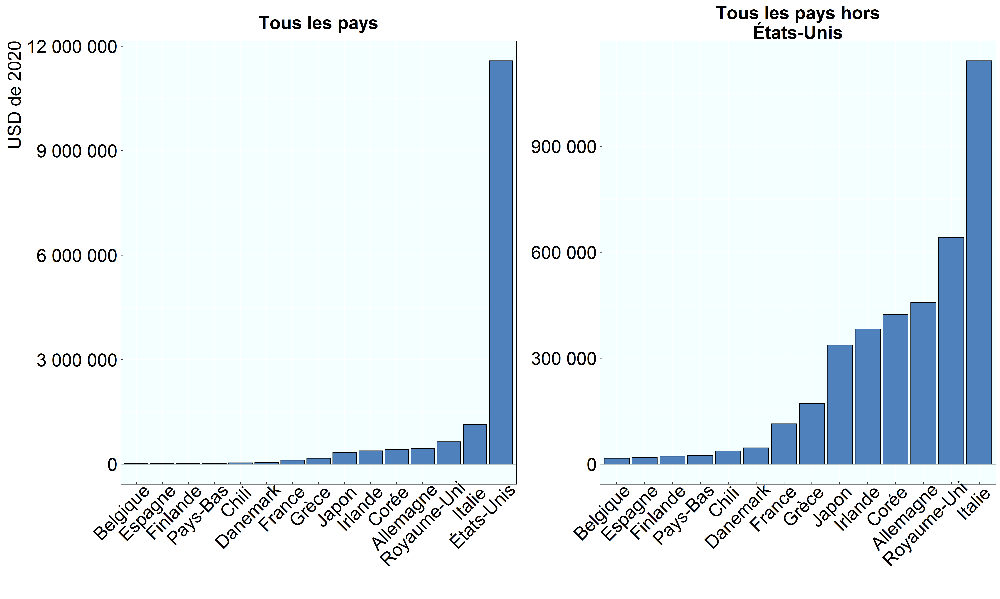 Tous les pays
USD de 2020
12 000 000
9 000 000
6 000 000
3 000 000
0
Belgique
Espagne
Finlande
Pays-Bas
Chili
Danemark
France
Grèce
Japon
Irlande
Corée
Allemagne
Royaume-Uni
Italie
États-Unis
Tous les pays hors
États-Unis
900 000
600 000
300 000
0
Belgique
Espagne
Finlande
Pays-Bas
Chili
Danemark
France
Grèce
Japon
Irlande
Corée
Allemagne
Royaume-Uni
Italie